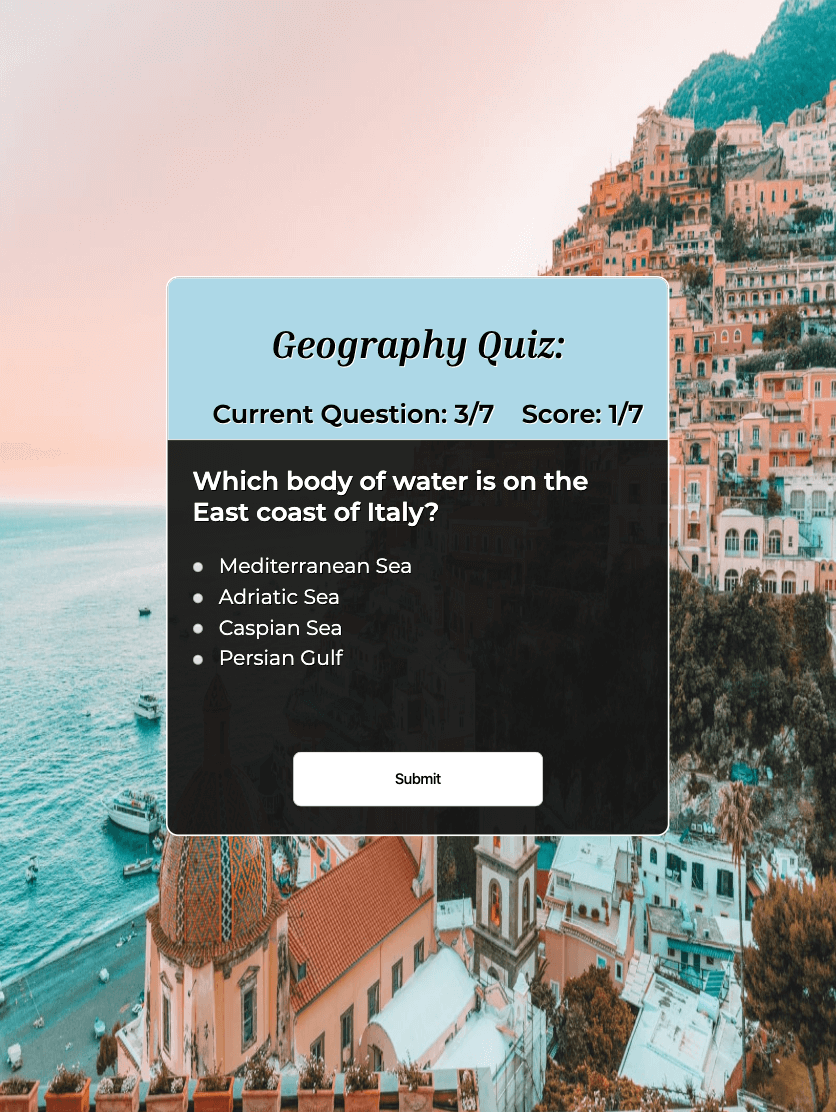 Geography Quiz:
Current Question: 3/7 Score: 1/7
Which body of water is on the
East coast of Italy?
Mediterranean Sea
Adriatic Sea
Caspian Sea
Persian Gulf
Submit